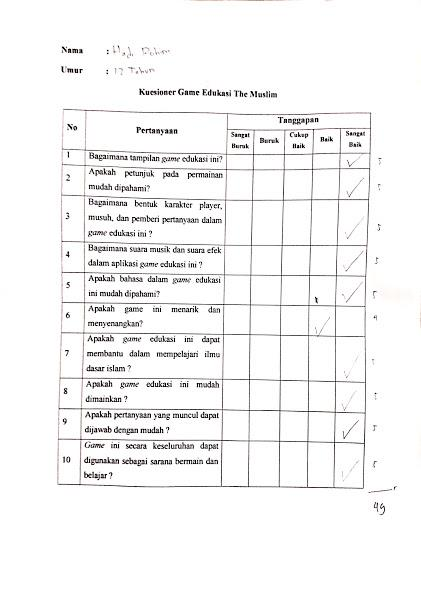 Nama :
Umur : 12 Tahun
Kuesioner Game Edukasi The Muslim
No Pertanyaan Tanggapan
Sangat Buruk Buruk Cukup Baik Baik Sangat Baik
1 Bagaimana tampilan game edukasi ini? ✓ 5
2 Apakah petunjuk pada permainan
mudah dipahami? ✓ 5
3 Bagaimana bentuk karakter player,
musuh, dan pemberi pertanyaan dalam
game edukasi ini ? ✓ 5
4 Bagaimana suara musik dan suara efek
dalam aplikasi game edukasi ini ? ✓ 5
5 Apakah bahasa dalam game edukasi
ini mudah dipahami? ✓ 5
6 Apakah game ini menarik dan
menyenangkan? ✓ 4
7 Apakah game edukasi ini dapat
membantu dalam mempelajari ilmu
dasar islam ? ✓ 5
8 Apakah game edukasi ini mudah
dimainkan ? ✓ 5
9 Apakah pertanyaan yang muncul dapat
dijawab dengan mudah ? ✓ 5
10 Game ini secara keseluruhan dapat
digunakan sebagai sarana bermain dan
belajar ? ✓ 5
49